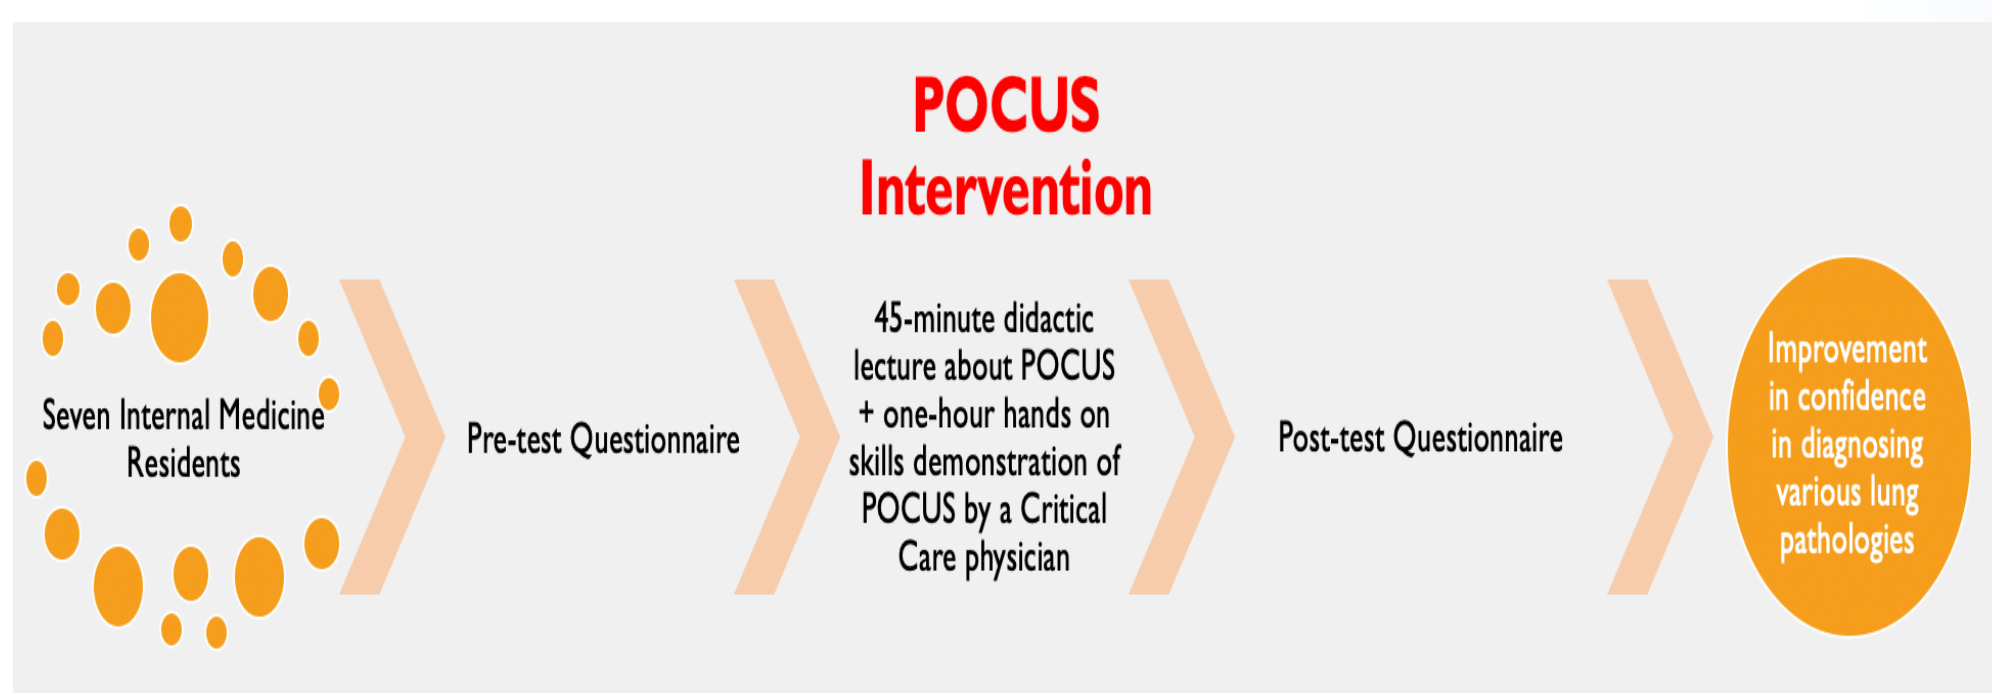 POCUS
Intervention
Seven Internal Medicine
Residents
Pre-test Questionnaire
45-minute didactic
lecture about POCUS
+ one-hour hands on
skills demonstration of
POCUS by a Critical
Care physician
Post-test Questionnaire
Improvement
in confidence
in diagnosing
various lung
pathologies